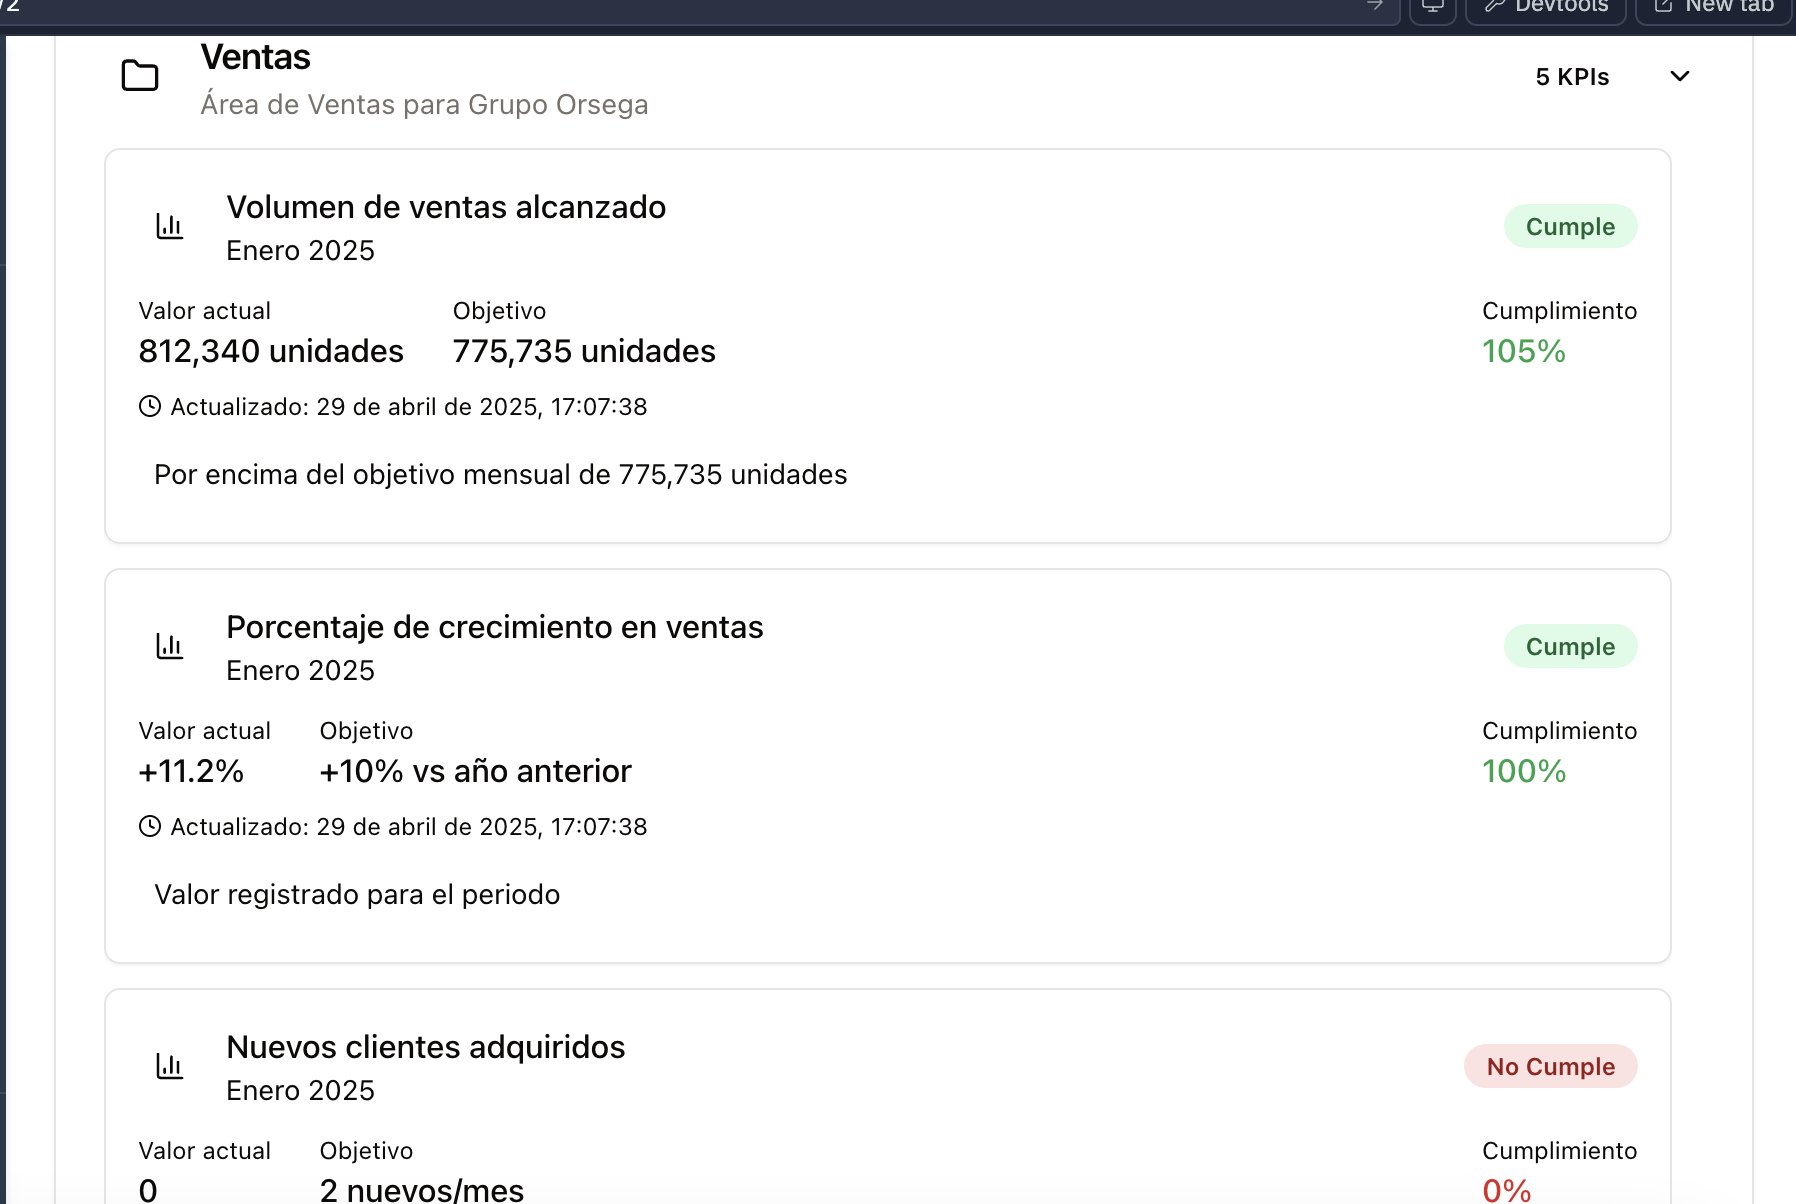 /2
Devtools
New tab
Ventas
Área de Ventas para Grupo Orsega
5 KPIs
Volumen de ventas alcanzado
Enero 2025
Cumple
Valor actual
Objetivo
Cumplimiento
812,340 unidades
775,735 unidades
105%
Actualizado: 29 de abril de 2025, 17:07:38
Por encima del objetivo mensual de 775,735 unidades
Porcentaje de crecimiento en ventas
Enero 2025
Cumple
Valor actual
Objetivo
Cumplimiento
+11.2%
+10% vs año anterior
100%
Actualizado: 29 de abril de 2025, 17:07:38
Valor registrado para el periodo
Nuevos clientes adquiridos
Enero 2025
No Cumple
Valor actual
Objetivo
Cumplimiento
0
2 nuevos/mes
0%